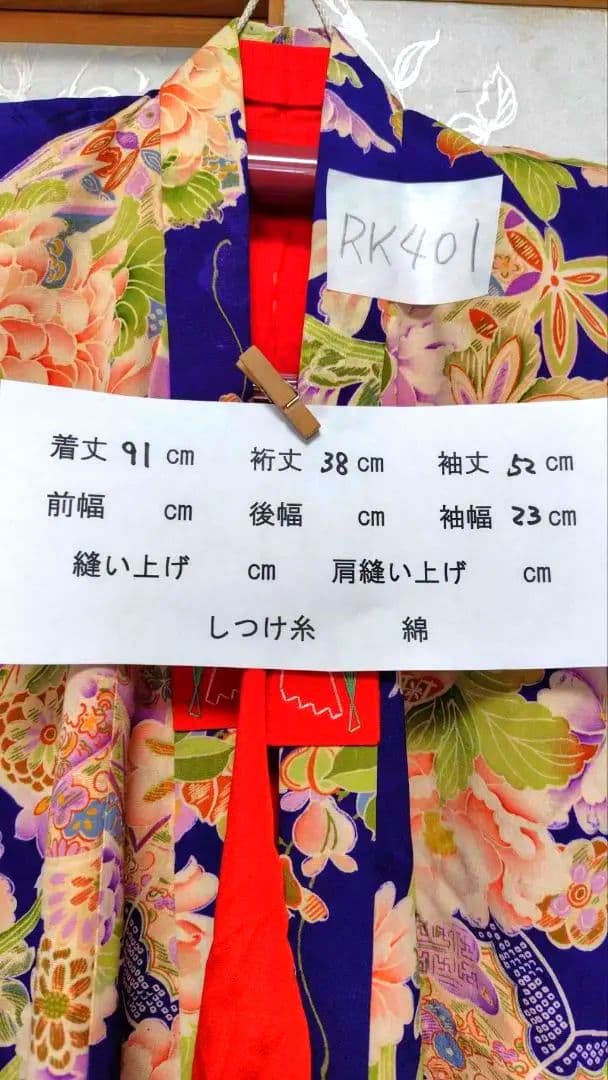 RK401
着丈 91 cm 裄丈 38 cm 袖丈 52 cm
前幅 cm 後幅 cm 袖幅 23 cm
縫い上げ cm 肩縫い上げ cm
しつけ糸 綿